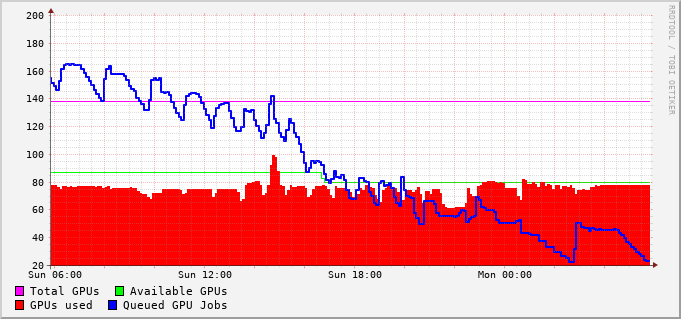 200
180
160
140
120
100
80
60
40
20
Sun 06:00 Sun 12:00 Sun 18:00 Mon 00:00
Total GPUs Available GPUs
GPUs used Queued GPU Jobs
RRDTOOL / TOBI OETIKER